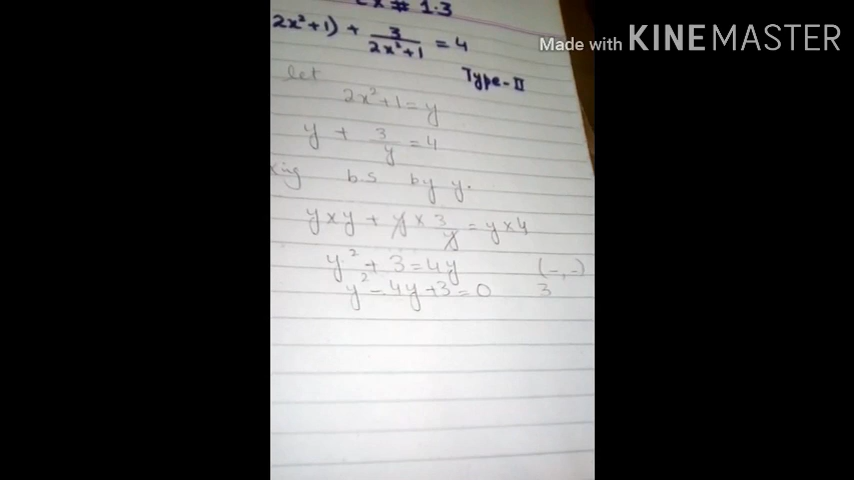 Ex # 1.3
2x²+1) + 3/(2x²+1) = 4
Made with KINEMASTER
Type-II
let
2x²+1=y
y + 3/y =4
xing b.s by y.
y×y + y×3/y = y×4
y² + 3 = 4y (-,-)
y² -4y+3=0 3